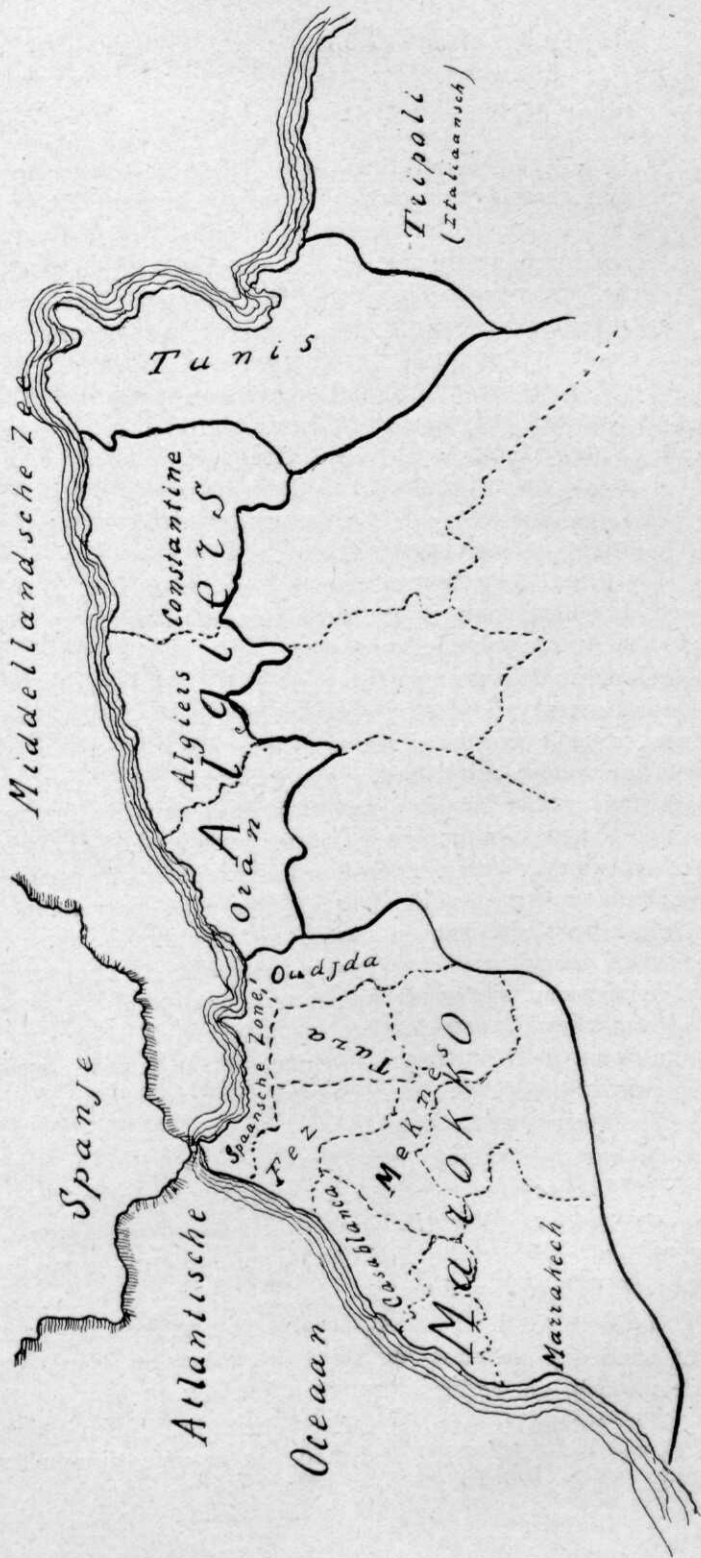 Middellandsche Zee
Spanje
Atlantische
Oceaan
Spaansche Zone
Fez
Taza
Oudjda
Casablanca
Meknes
Marokko
Marrakech
Oran
Algiers
Constantine
Algiers
Tunis
Tripoli
(Italiaansch)